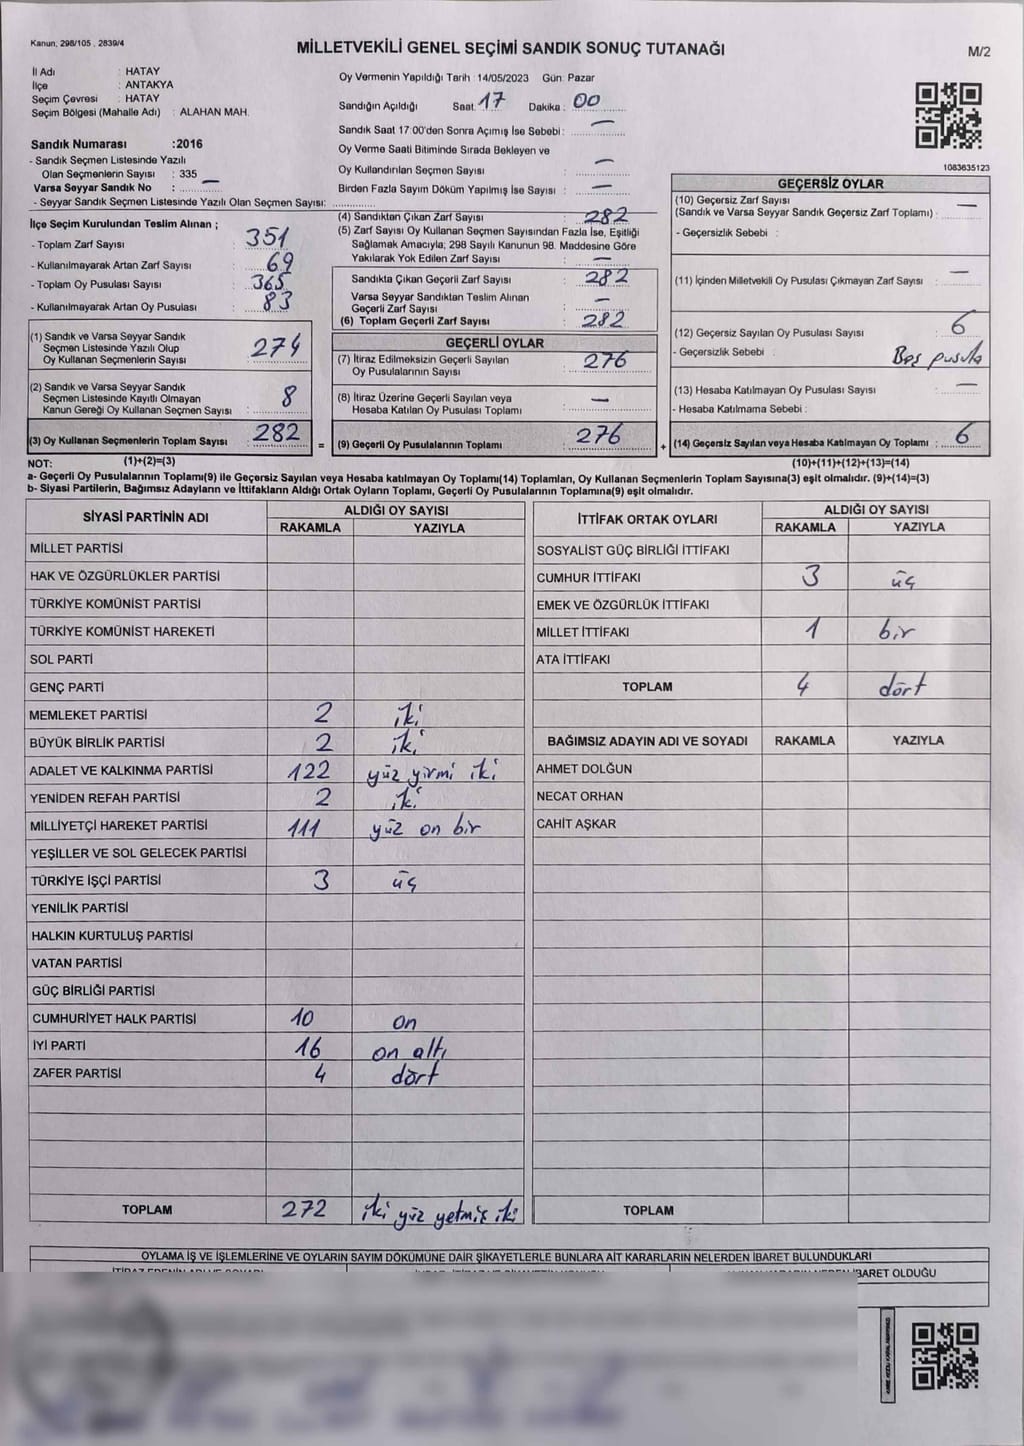 Kanun, 298/105 , 2839/4
MİLLETVEKİLİ GENEL SEÇİMİ SANDIK SONUÇ TUTANAĞI
M/2
İl Adı : HATAY
İlçe : ANTAKYA
Seçim Çevresi : HATAY
Seçim Bölgesi (Mahalle Adı) : ALAHAN MAH.
Sandık Numarası :2016
- Sandık Seçmen Listesinde Yazılı
Olan Seçmenlerin Sayısı : 335
Varsa Seyyar Sandık No : —
- Seyyar Sandık Seçmen Listesinde Yazılı Olan Seçmen Sayısı:
Oy Vermenin Yapıldığı Tarih : 14/05/2023 Gün: Pazar
Sandığın Açıldığı Saat: 17 Dakika : 00
Sandık Saat 17 00'den Sonra Açımış İse Sebebi: —
Oy Verme Saati Bitiminde Sırada Bekleyen ve
Oy Kullandırılan Seçmen Sayısı : —
Birden Fazla Sayım Döküm Yapılmış İse Sayısı : —
1083635123
İlçe Seçim Kurulundan Teslim Alınan ;
- Toplam Zarf Sayısı : 351
- Kullanılmayarak Artan Zarf Sayısı : 69
- Toplam Oy Pusulası Sayısı : 365
- Kullanılmayarak Artan Oy Pusulası : 83
(1) Sandık ve Varsa Seyyar Sandık
Seçmen Listesinde Yazılı Olup
Oy Kullanan Seçmenlerin Sayısı : 274
(2) Sandık ve Varsa Seyyar Sandık
Seçmen Listesinde Kayıtlı Olmayan
Kanun Gereği Oy Kullanan Seçmen Sayısı : 8
(3) Oy Kullanan Seçmenlerin Toplam Sayısı : 282
(4) Sandıktan Çıkan Zarf Sayısı : 282
(5) Zarf Sayısı Oy Kullanan Seçmen Sayısından Fazla İse, Eşitliği
Sağlamak Amacıyla; 298 Sayılı Kanunun 98. Maddesine Göre
Yakılarak Yok Edilen Zarf Sayısı : —
Sandıkta Çıkan Geçerli Zarf Sayısı : 282
Varsa Seyyar Sandıktan Teslim Alınan
Geçerli Zarf Sayısı : —
(6) Toplam Geçerli Zarf Sayısı : 282
GEÇERLİ OYLAR
(7) İtiraz Edilmeksizin Geçerli Sayılan
Oy Pusulalarının Sayısı : 276
(8) İtiraz Üzerine Geçerli Sayılan veya
Hesaba Katılan Oy Pusulası Toplamı : —
= (9) Geçerli Oy Pusulalarının Toplamı : 276
GEÇERSİZ OYLAR
(10) Geçersiz Zarf Sayısı
(Sandık ve Varsa Seyyar Sandık Geçersiz Zarf Toplamı) : —
- Geçersizlik Sebebi :
(11) İçinden Milletvekili Oy Pusulası Çıkmayan Zarf Sayısı : —
(12) Geçersiz Sayılan Oy Pusulası Sayısı : 6
- Geçersizlik Sebebi : Boş pusula
(13) Hesaba Katılmayan Oy Pusulası Sayısı : —
- Hesaba Katılmama Sebebi :
+ (14) Geçersiz Sayılan veya Hesaba Katılmayan Oy Toplamı : 6
NOT: (1)+(2)=(3) (10)+(11)+(12)+(13)=(14)
a- Geçerli Oy Pusulalarının Toplamı(9) ile Geçersiz Sayılan veya Hesaba katılmayan Oy Toplamı(14) Toplamları, Oy Kullanan Seçmenlerin Toplam Sayısına(3) eşit olmalıdır. (9)+(14)=(3)
b- Siyasi Partilerin, Bağımsız Adayların ve İttifakların Aldığı Ortak Oyların Toplamı, Geçerli Oy Pusulalarının Toplamına(9) eşit olmalıdır.
SİYASİ PARTİNİN ADI ALDIĞI OY SAYISI
RAKAMLA YAZIYLA
MİLLET PARTİSİ
HAK VE ÖZGÜRLÜKLER PARTİSİ
TÜRKİYE KOMÜNİST PARTİSİ
TÜRKİYE KOMÜNİST HAREKETİ
SOL PARTİ
GENÇ PARTİ
MEMLEKET PARTİSİ 2 iki
BÜYÜK BİRLİK PARTİSİ 2 iki
ADALET VE KALKINMA PARTİSİ 122 yüz yirmi iki
YENİDEN REFAH PARTİSİ 2 iki
MİLLİYETÇİ HAREKET PARTİSİ 111 yüz on bir
YEŞİLLER VE SOL GELECEK PARTİSİ
TÜRKİYE İŞÇİ PARTİSİ 3 üç
YENİLİK PARTİSİ
HALKIN KURTULUŞ PARTİSİ
VATAN PARTİSİ
GÜÇ BİRLİĞİ PARTİSİ
CUMHURİYET HALK PARTİSİ 10 on
İYİ PARTİ 16 on altı
ZAFER PARTİSİ 4 dört
TOPLAM 272 iki yüz yetmiş iki
İTTİFAK ORTAK OYLARI ALDIĞI OY SAYISI
RAKAMLA YAZIYLA
SOSYALİST GÜÇ BİRLİĞİ İTTİFAKI
CUMHUR İTTİFAKI 3 üç
EMEK VE ÖZGÜRLÜK İTTİFAKI
MİLLET İTTİFAKI 1 bir
ATA İTTİFAKI
TOPLAM 4 dört
BAĞIMSIZ ADAYIN ADI VE SOYADI RAKAMLA YAZIYLA
AHMET DOLĞUN
NECAT ORHAN
CAHİT AŞKAR
TOPLAM
OYLAMA İŞ VE İŞLEMLERİNE VE OYLARIN SAYIM DÖKÜMÜNE DAİR ŞİKAYETLERLE BUNLARA AİT KARARLARIN NELERDEN İBARET BULUNDUKLARI
İBARET OLDUĞU